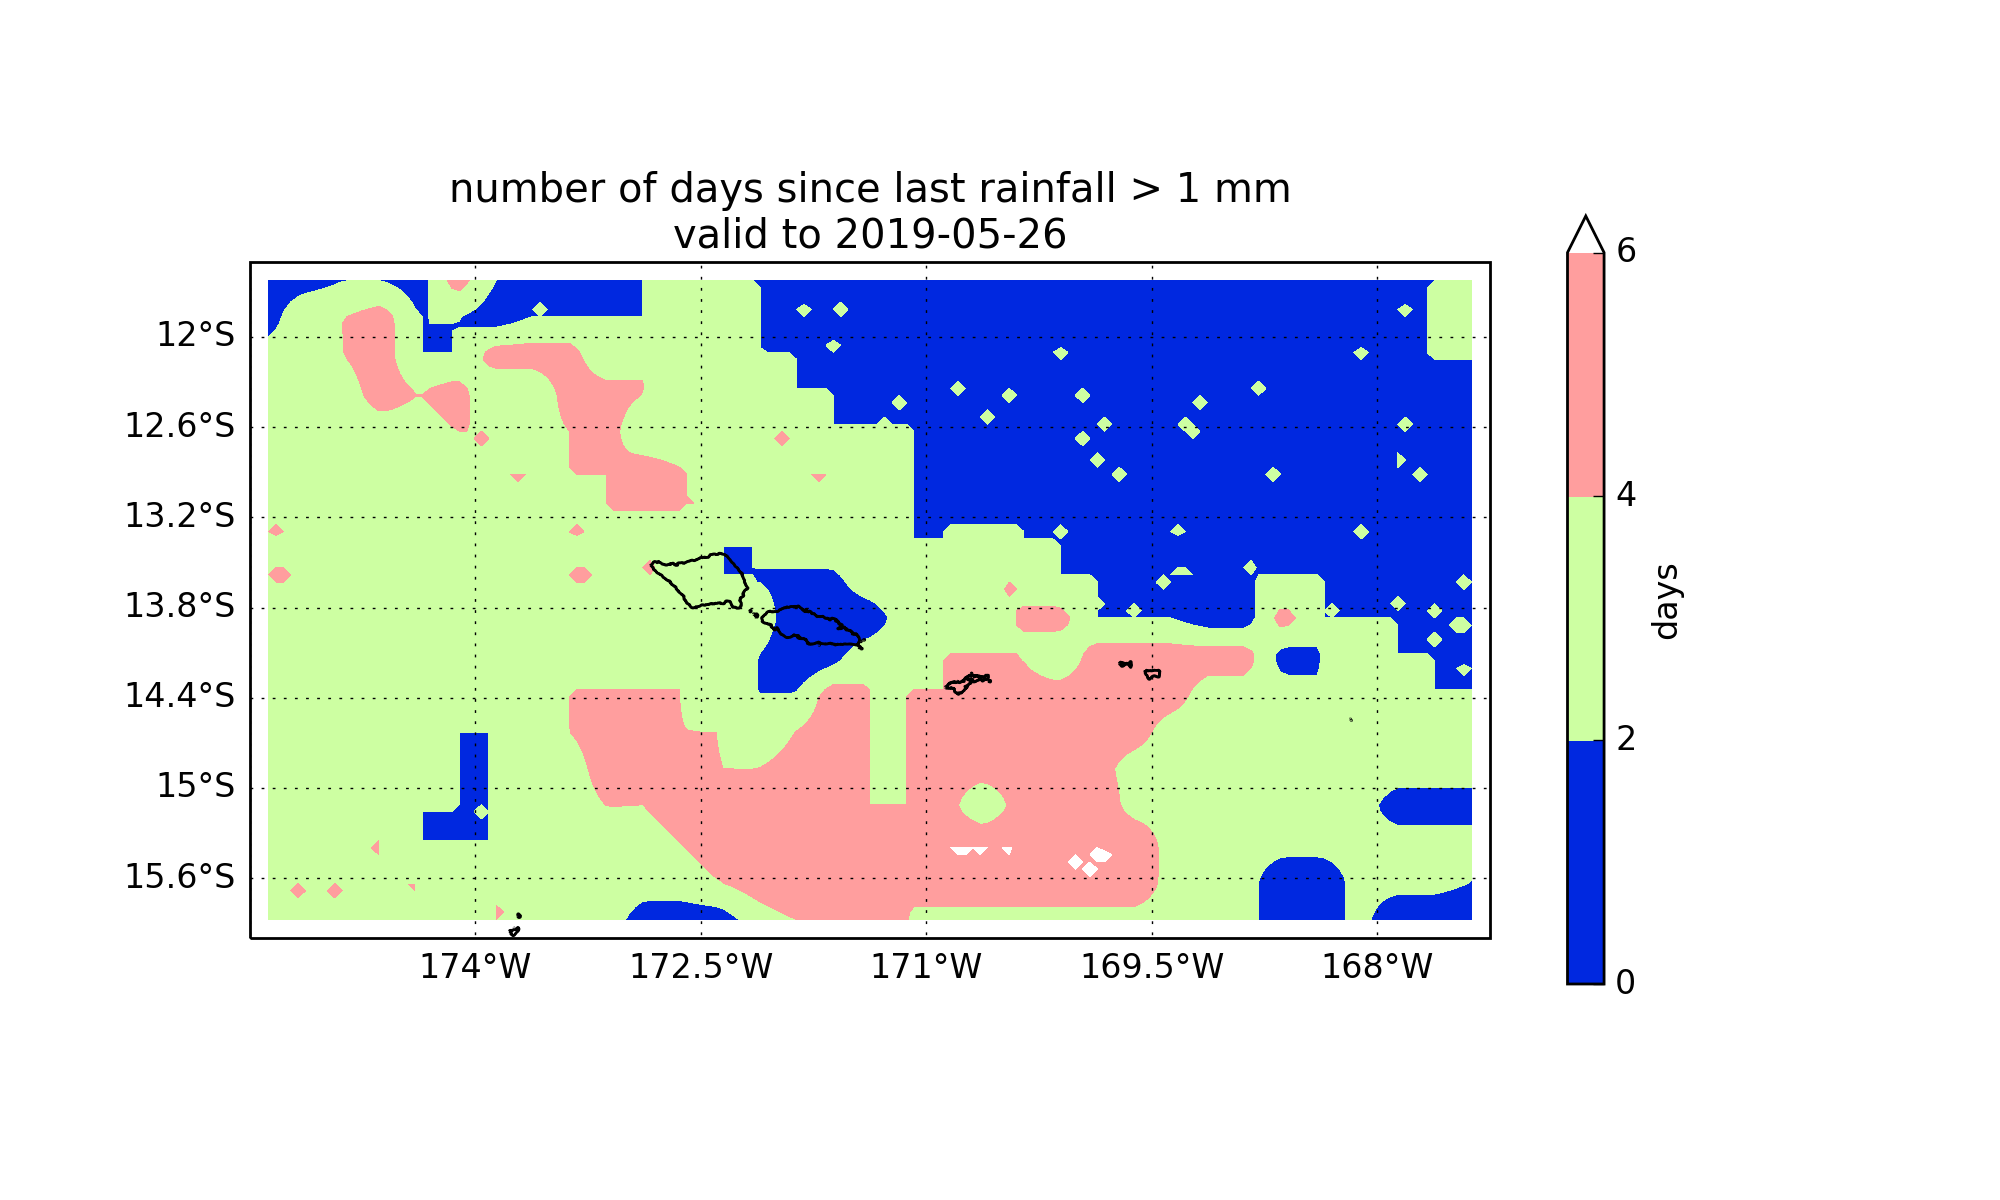 number of days since last rainfall > 1 mm
valid to 2019-05-26
12°S
12.6°S
13.2°S
13.8°S
14.4°S
15°S
15.6°S
174°W
172.5°W
171°W
169.5°W
168°W
6
4
2
0
days